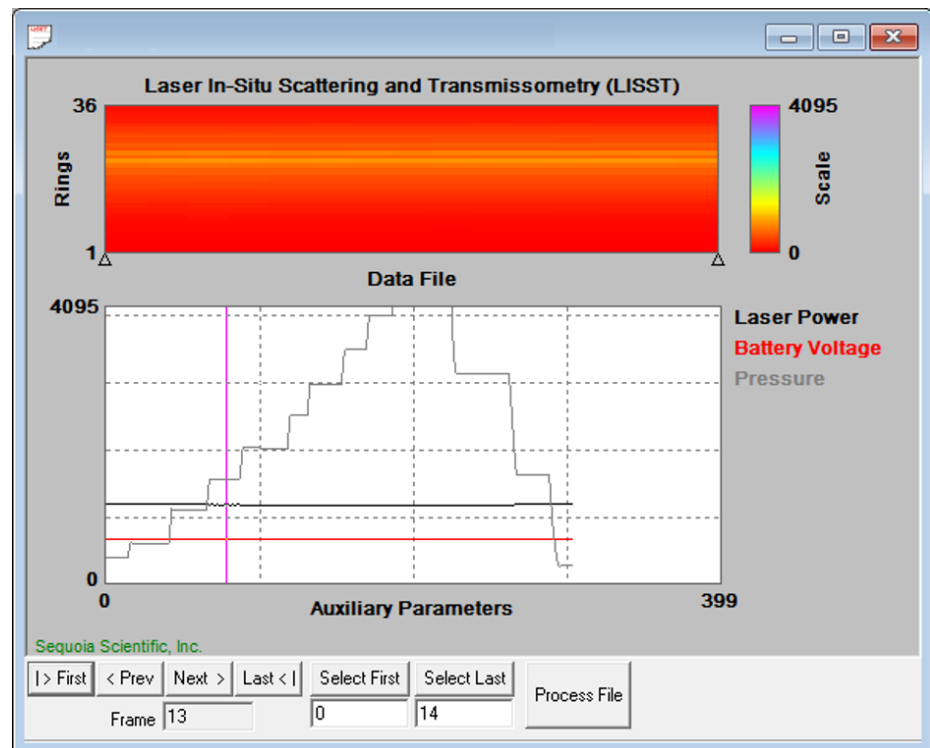 Laser In-Situ Scattering and Transmissometry (LISST)
36
4095
Rings
Scale
1
0
Data File
4095
Laser Power
Battery Voltage
Pressure
0
0
Auxiliary Parameters
399
Sequoia Scientific, Inc.
|> First < Prev Next > Last <| Select First Select Last Process File
Frame 13 0 14